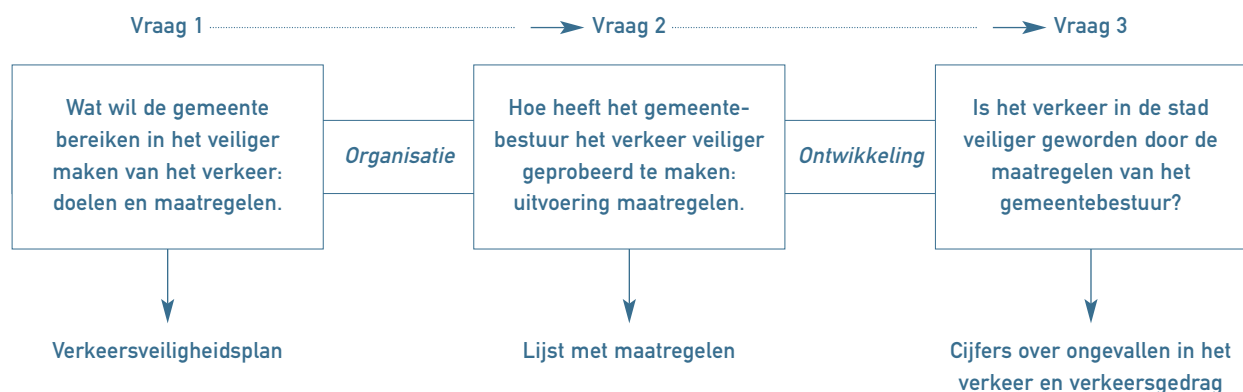 Vraag 1
Vraag 2
Vraag 3
Wat wil de gemeente
bereiken in het veiliger
maken van het verkeer:
doelen en maatregelen.
Organisatie
Hoe heeft het gemeente-
bestuur het verkeer veiliger
geprobeerd te maken:
uitvoering maatregelen.
Ontwikkeling
Is het verkeer in de stad
veiliger geworden door de
maatregelen van het
gemeentebestuur?
Verkeersveiligheidsplan
Lijst met maatregelen
Cijfers over ongevallen in het
verkeer en verkeersgedrag